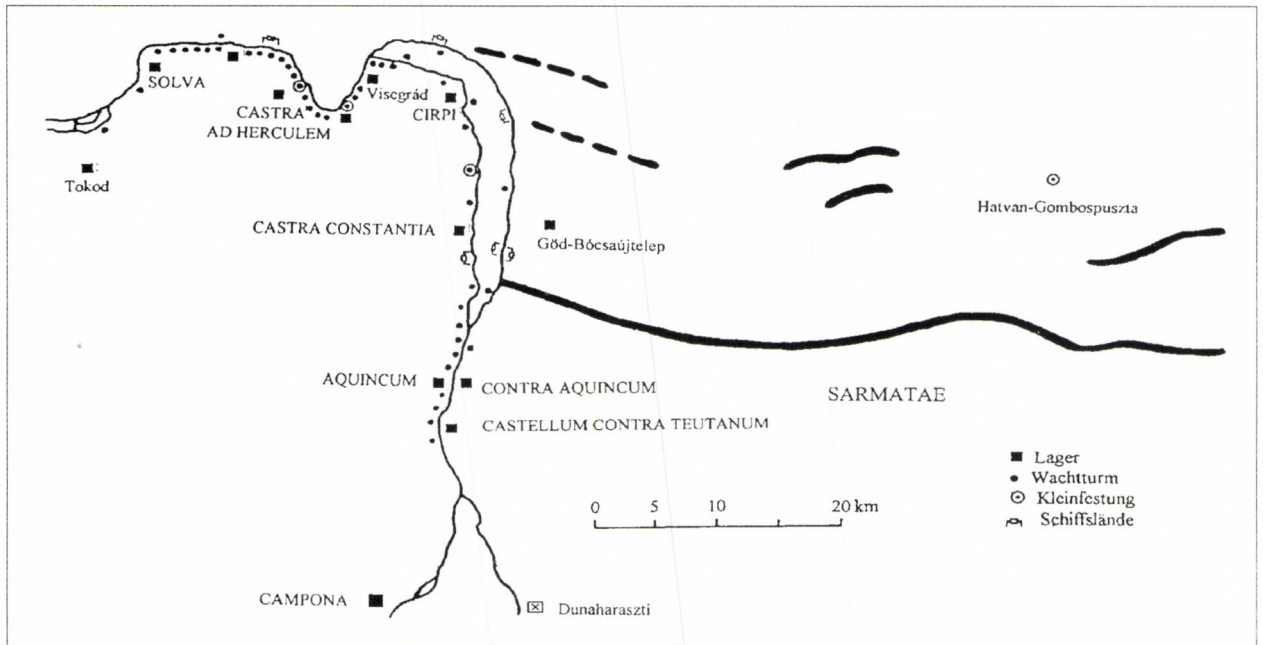 SOLVA
CASTRA
AD HERCULEM
Visegrád
CIRPI
Tokod
Hatvan-Gombospuszta
CASTRA CONSTANTIA
Göd-Bócsaújtelep
AQUINCUM
CONTRA AQUINCUM
SARMATAE
CASTELLUM CONTRA TEUTANUM
Lager
Wachtturm
Kleinfestung
Schiffslände
0 5 10 20 km
CAMPONA
Dunaharaszti